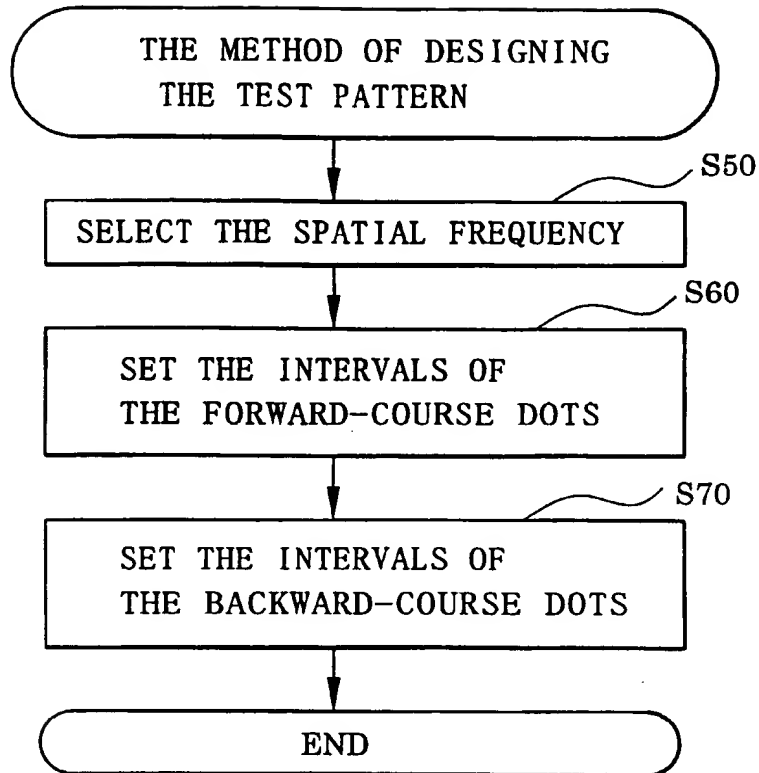 THE METHOD OF DESIGNING
THE TEST PATTERN
S50
SELECT THE SPATIAL FREQUENCY
S60
SET THE INTERVALS OF
THE FORWARD-COURSE DOTS
S70
SET THE INTERVALS OF
THE BACKWARD-COURSE DOTS
END